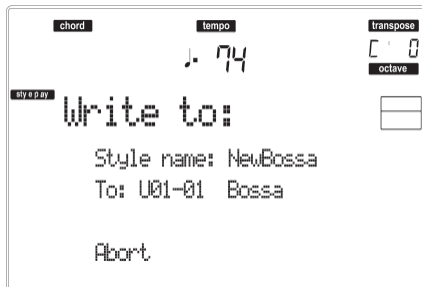 chord tempo transpose
♩. 74 C 0
octave
style play
Write to:
Style name: NewBossa
To: U01-01 Bossa
Abort